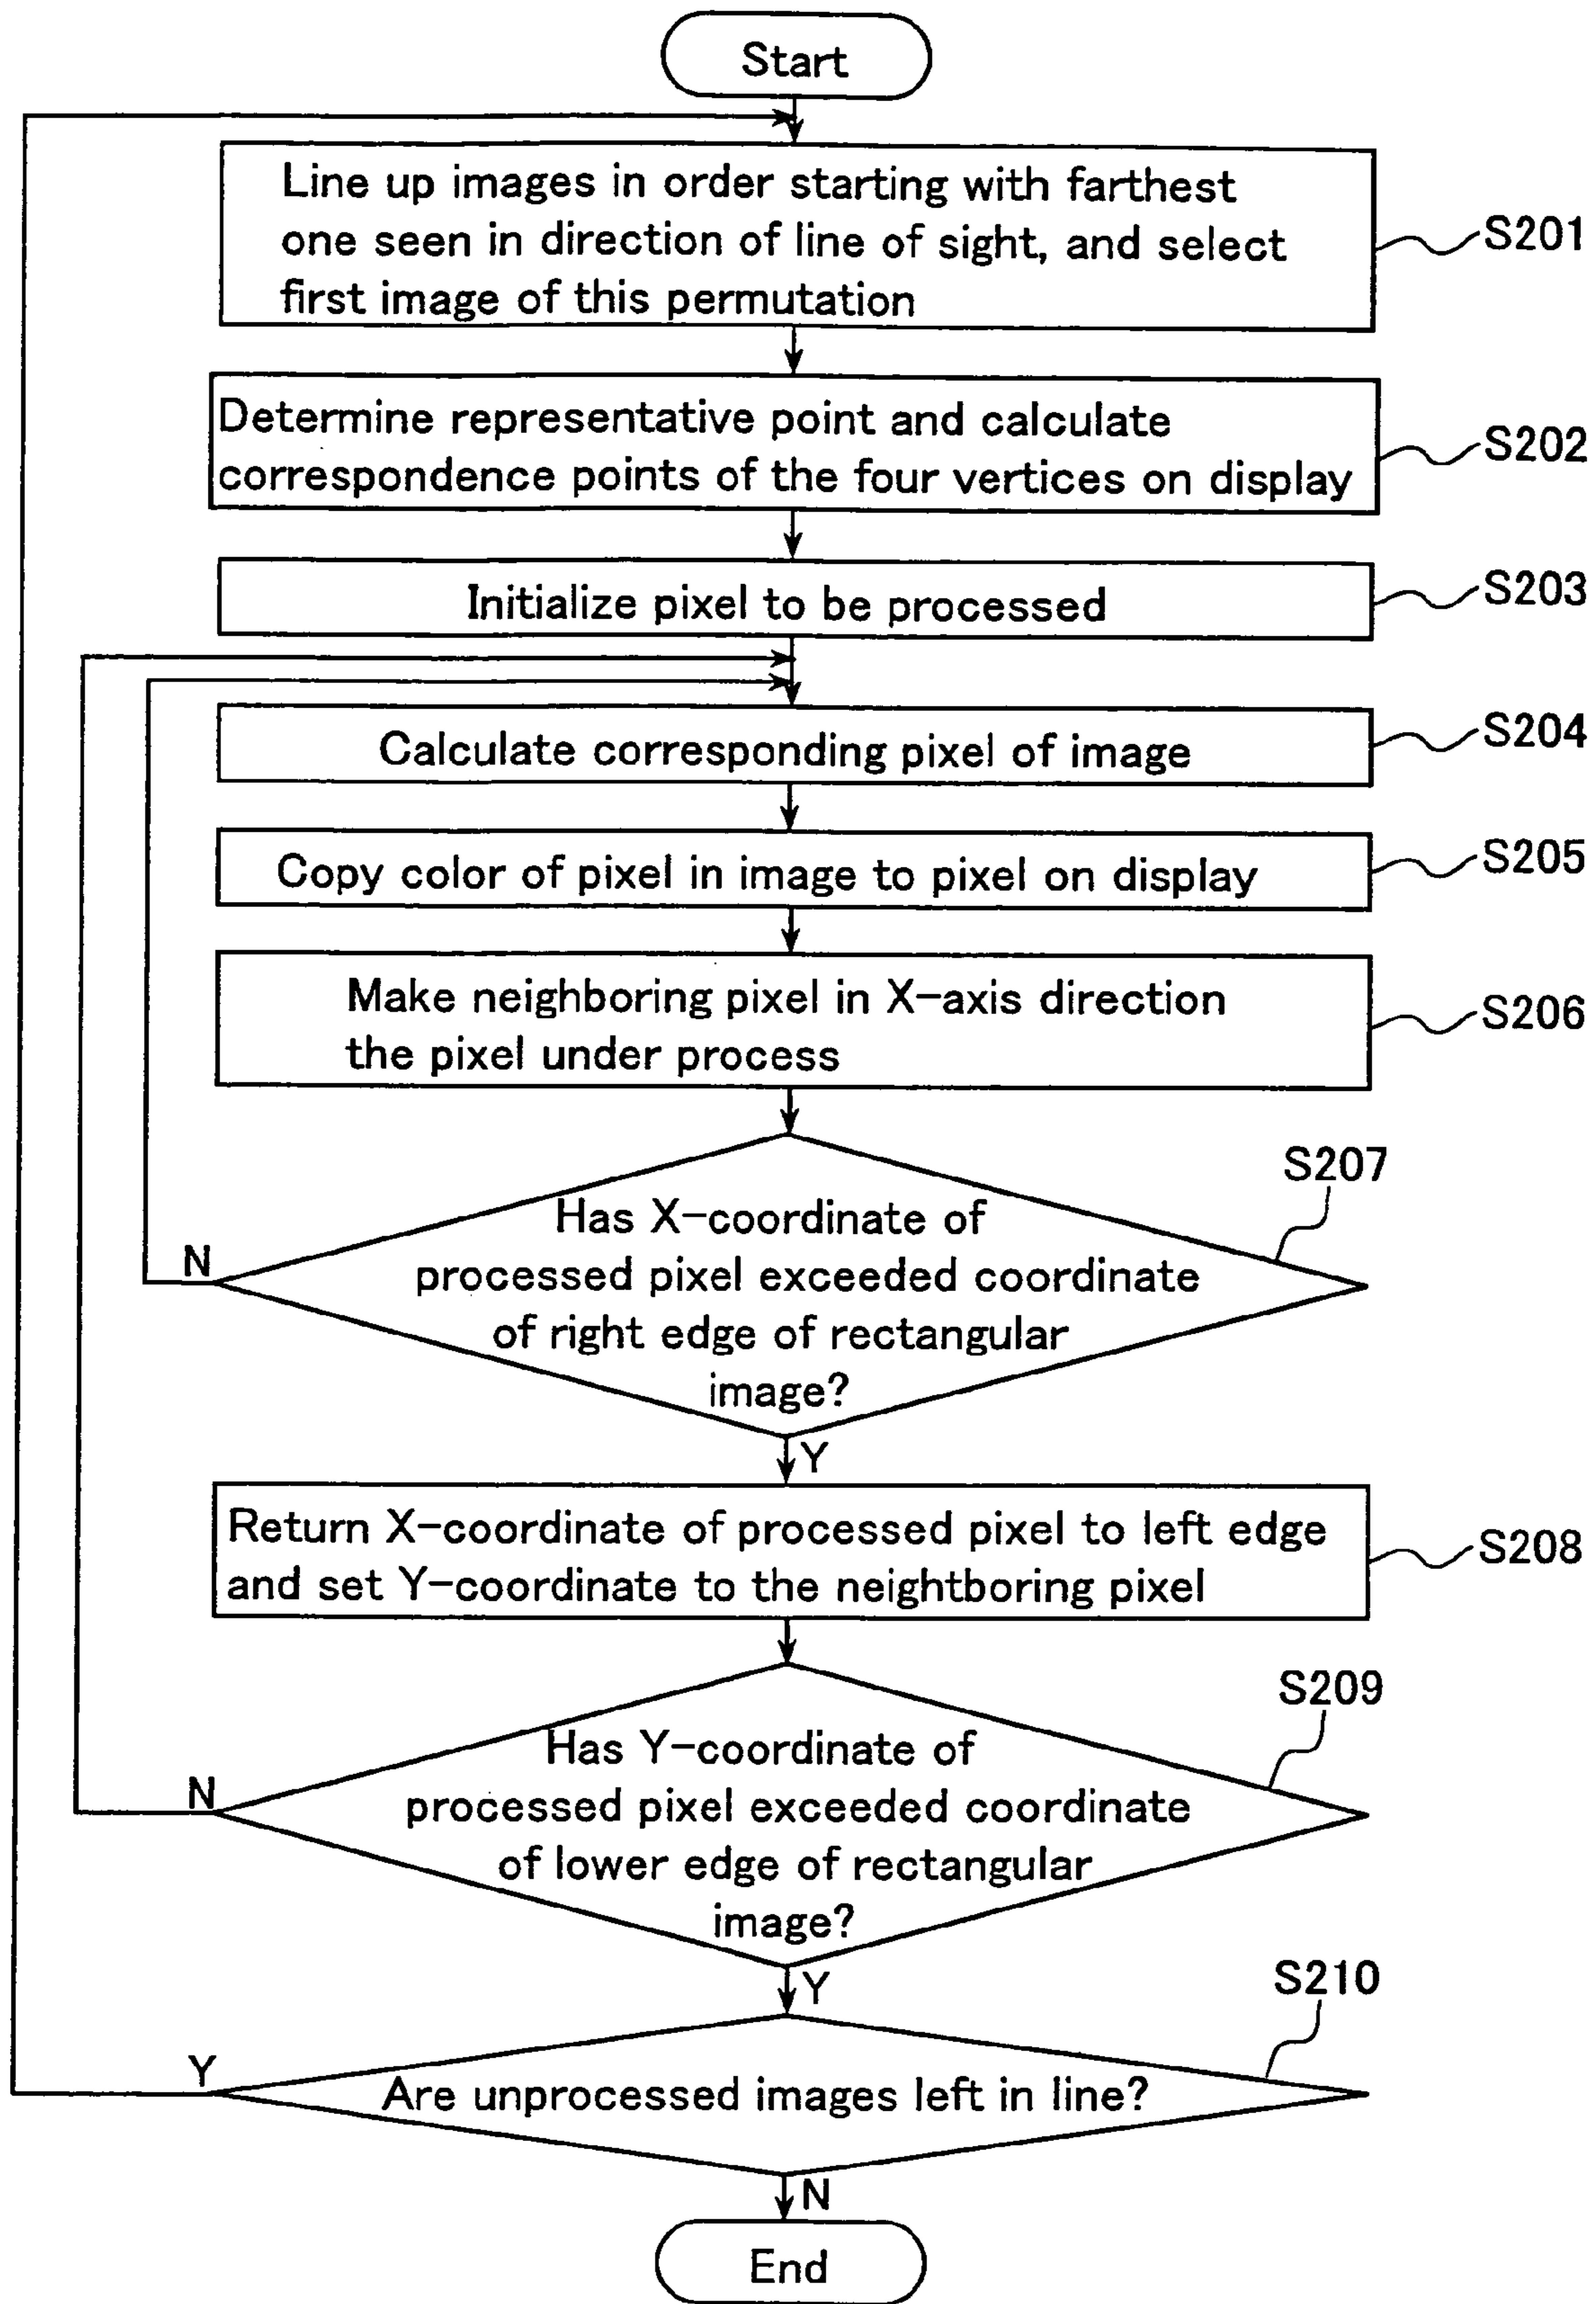 Start
Line up images in order starting with farthest
one seen in direction of line of sight, and select
first image of this permutation
S201
Determine representative point and calculate
correspondence points of the four vertices on display
S202
Initialize pixel to be processed
S203
Calculate corresponding pixel of image
S204
Copy color of pixel in image to pixel on display
S205
Make neighboring pixel in X-axis direction
the pixel under process
S206
S207
Has X-coordinate of
processed pixel exceeded coordinate
of right edge of rectangular
image?
N
Y
Return X-coordinate of processed pixel to left edge
and set Y-coordinate to the neightboring pixel
S208
S209
Has Y-coordinate of
processed pixel exceeded coordinate
of lower edge of rectangular
image?
N
Y
S210
Are unprocessed images left in line?
Y
N
End